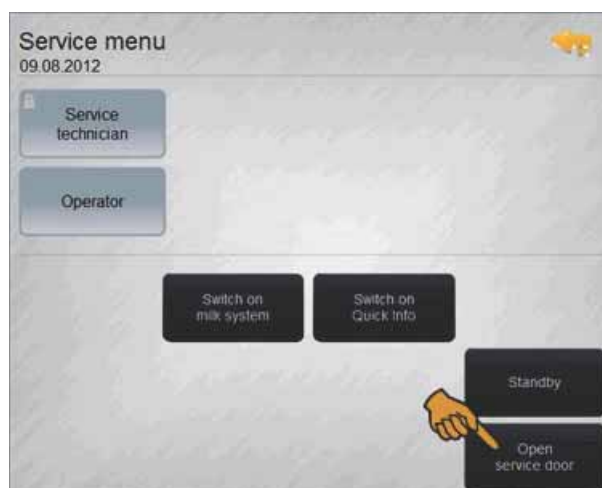 Service menu
09.08.2012
Service
technician
Operator
Switch on
milk system
Switch on
Quick Info
Standby
Open
service door